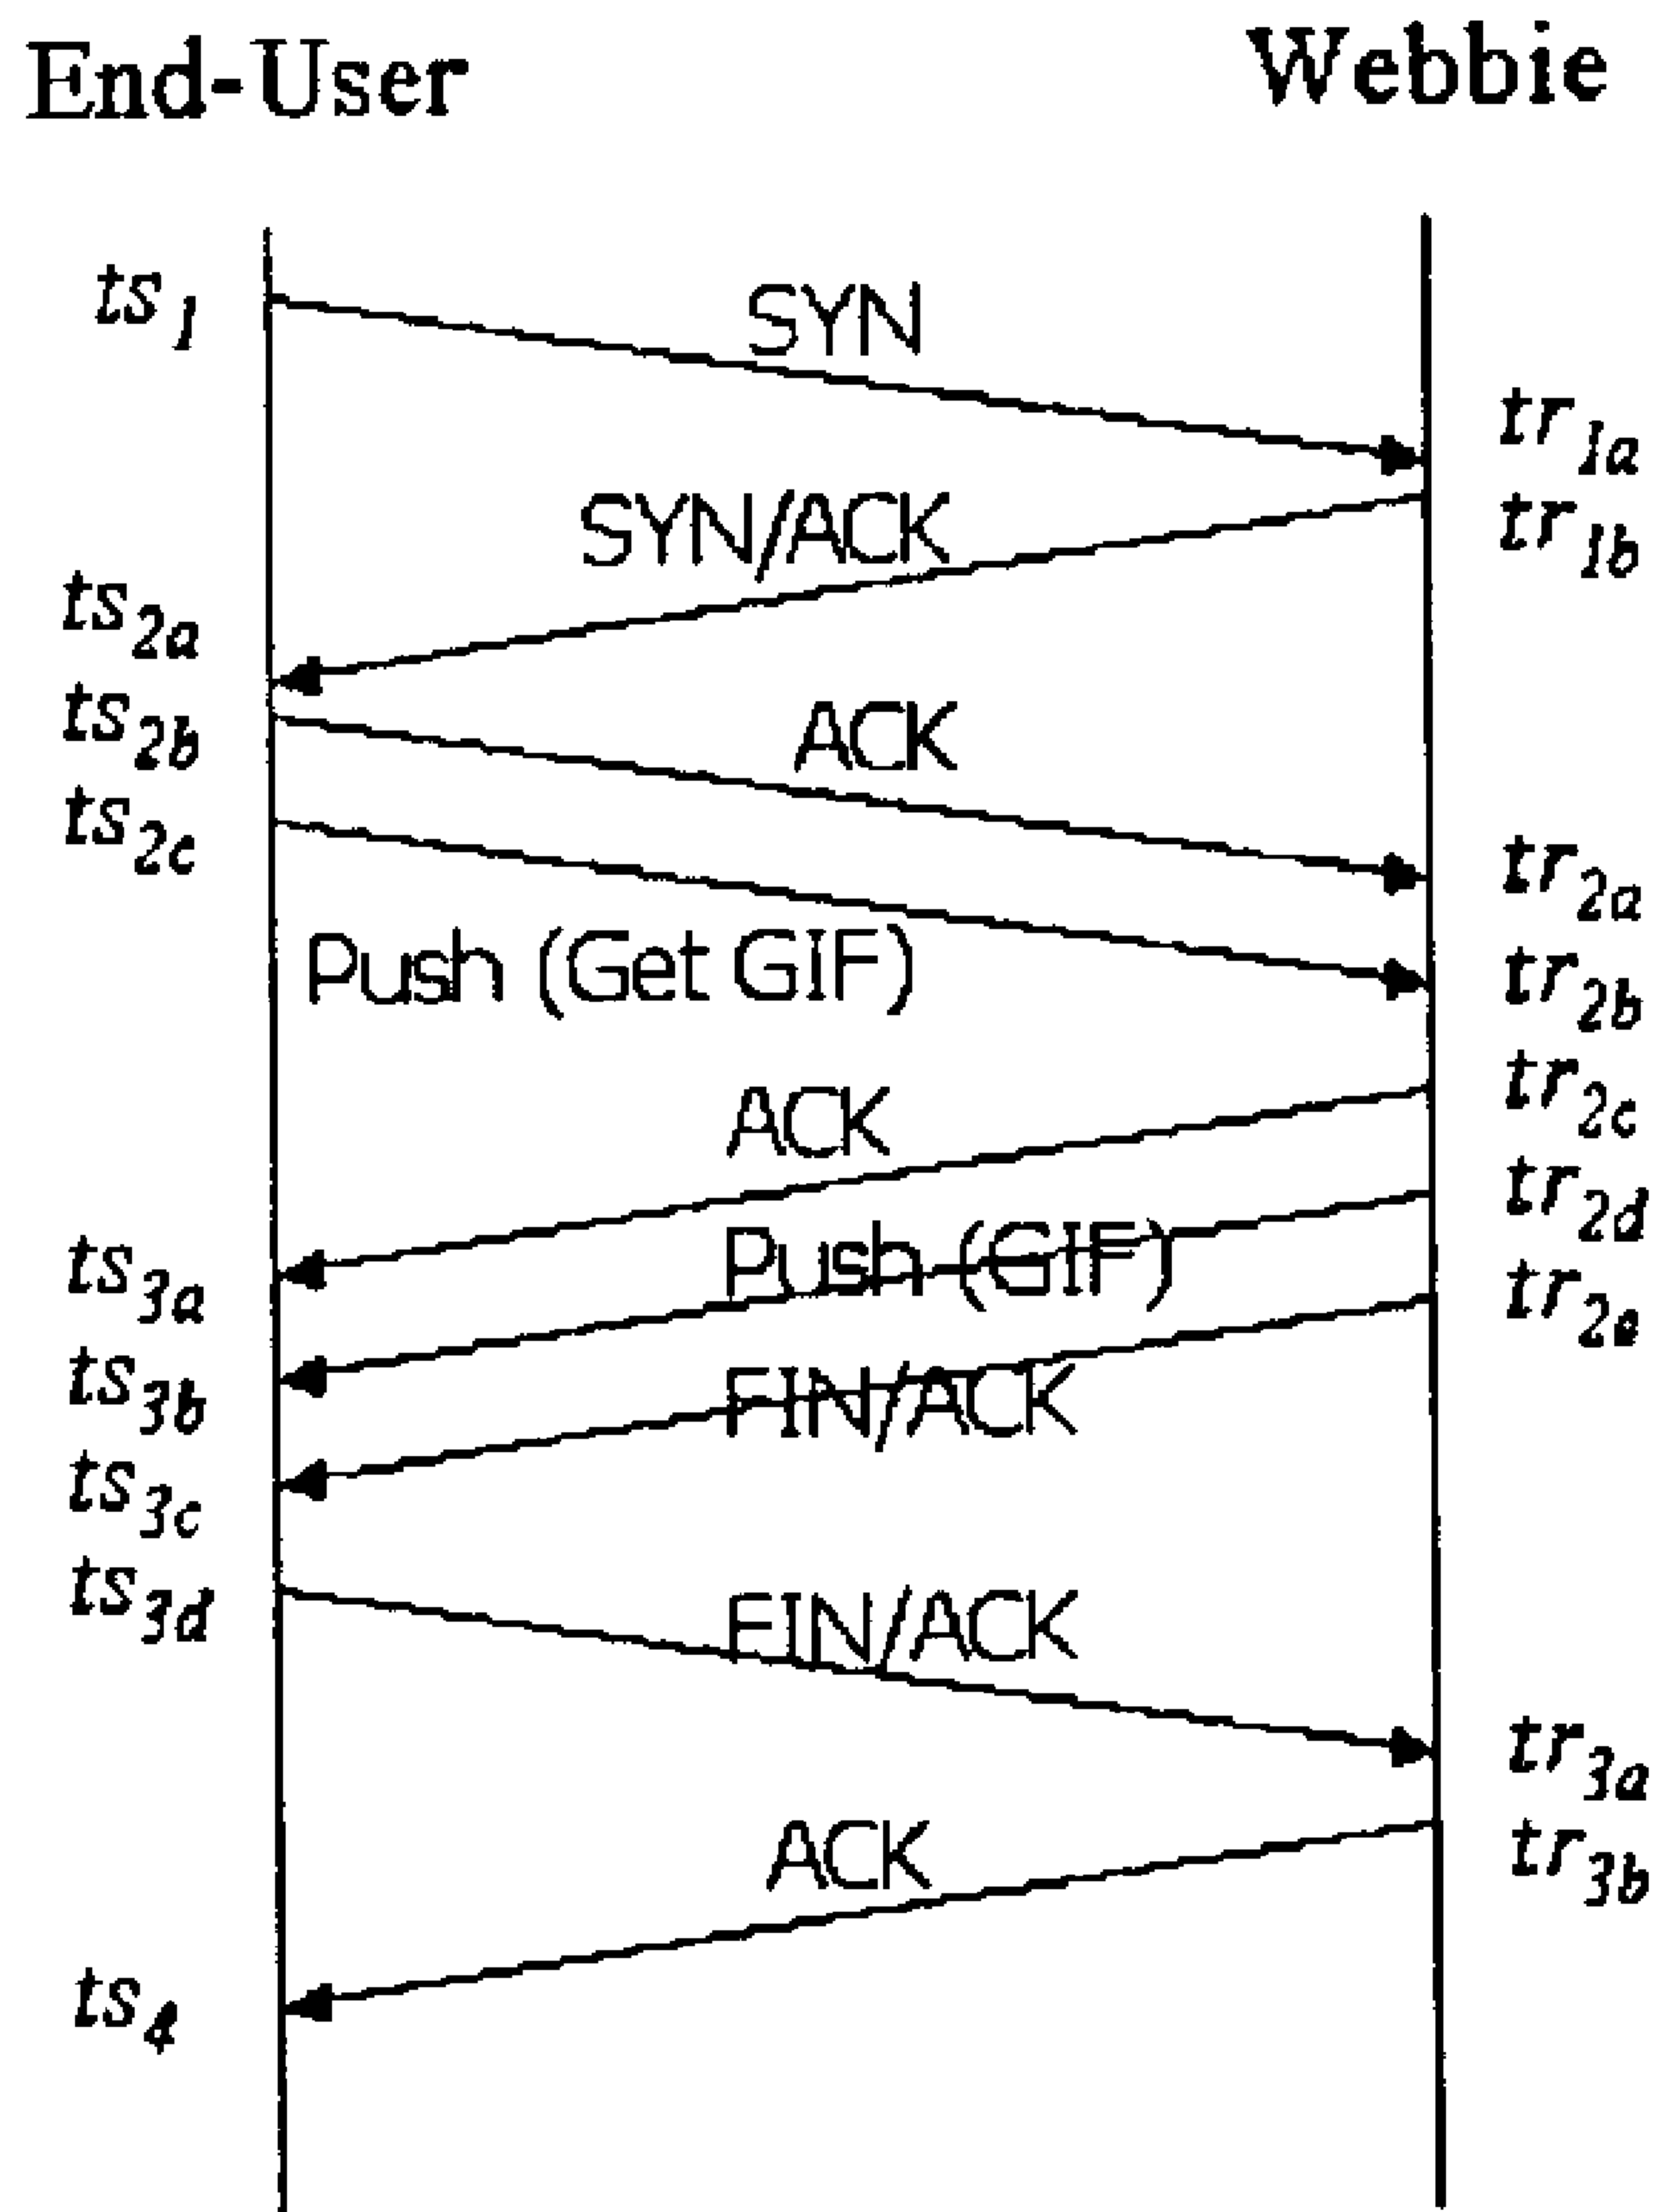 End-User Webbie
ts1
SYN
tr1a
SYN/ACK
tr1b
ts2a
ts2b
ACK
ts2c
tr2a
Push (Get GIF)
tr2b
ACK
tr2c
tr2d
ts3a
Push (GIF)
tr2e
ts3b
FIN/ACK
ts3c
ts3d
FIN/ACK
tr3a
ACK
tr3b
ts4